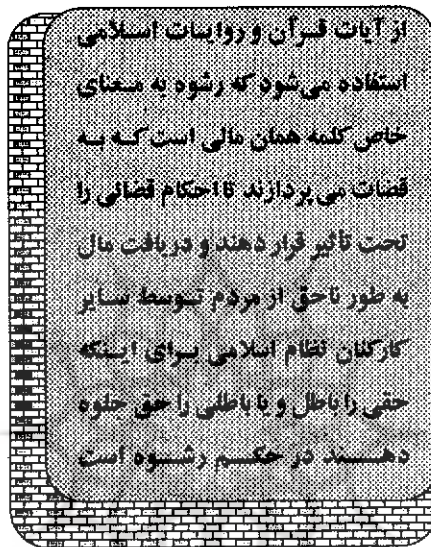 از آیات قرآن و روایات اسلامی
استفاده می‌شود که رشوه به معنای
خاص کلمه همان مالی است که به
قضات می‌پردازند تا احکام قضائی را
تحت تأثیر قرار دهند و دریافت مال
به طور ناحق از مردم توسط سایر
کارکنان نظام اسلامی برای اینکه
حقی را باطل و یا باطلی را حق جلوه
دهند در حکم رشوه است